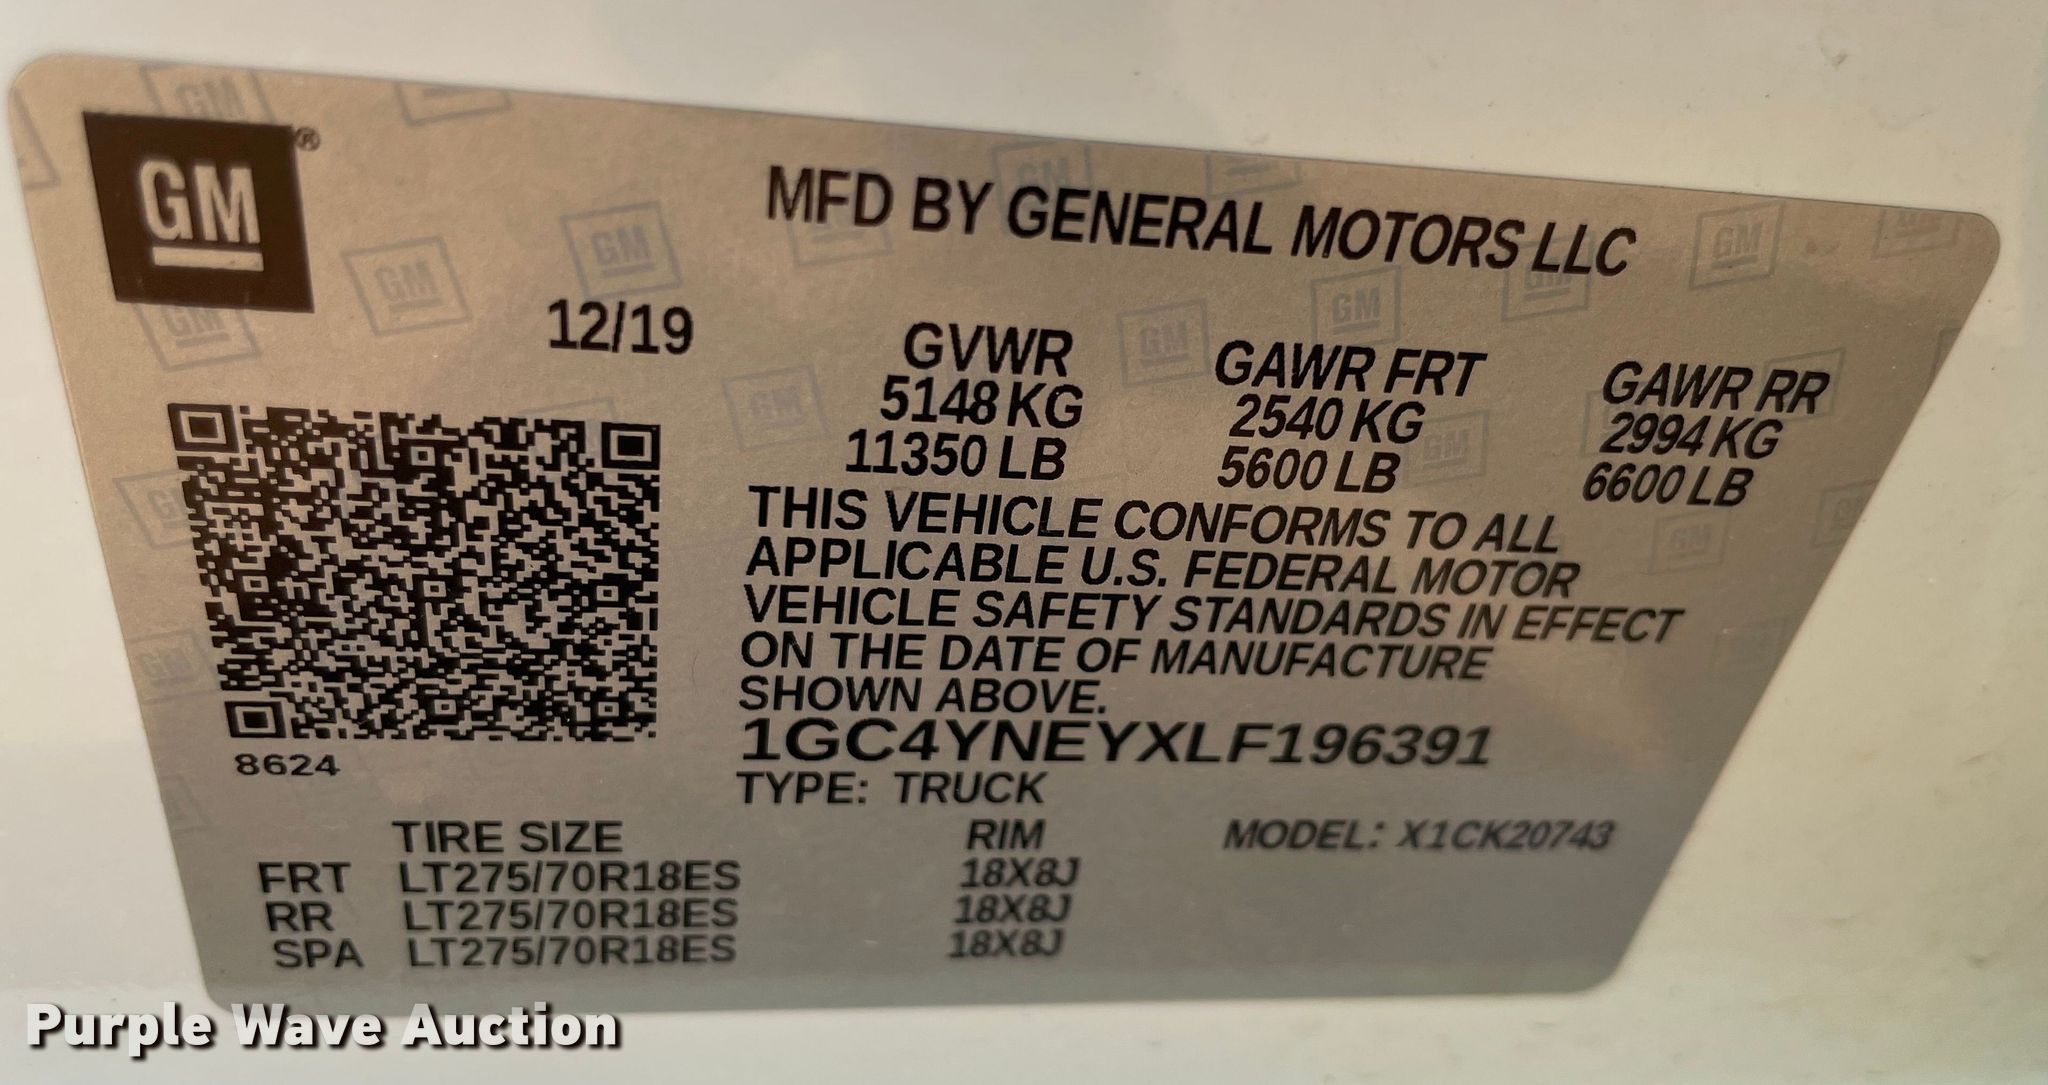 GM®
MFD BY GENERAL MOTORS LLC
12/19
GVWR GAWR FRT GAWR RR
5148 KG 2540 KG 2994 KG
11350 LB 5600 LB 6600 LB
THIS VEHICLE CONFORMS TO ALL
APPLICABLE U.S. FEDERAL MOTOR
VEHICLE SAFETY STANDARDS IN EFFECT
ON THE DATE OF MANUFACTURE
SHOWN ABOVE.
1GC4YNEYXLF196391
8624
TYPE: TRUCK
TIRE SIZE RIM MODEL: X1CK20743
FRT LT275/70R18ES 18X8J
RR LT275/70R18ES 18X8J
SPA LT275/70R18ES 18X8J
Purple Wave Auction